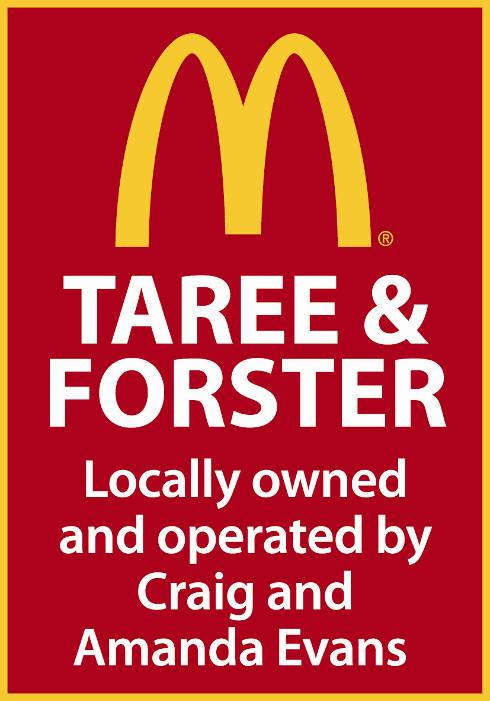 M®
TAREE &
FORSTER
Locally owned
and operated by
Craig and
Amanda Evans